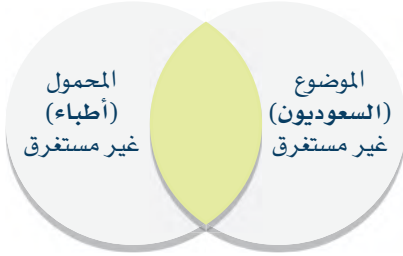 الموضوع
(السعوديون)
غير مستغرق
المحمول
(أطباء)
غير مستغرق